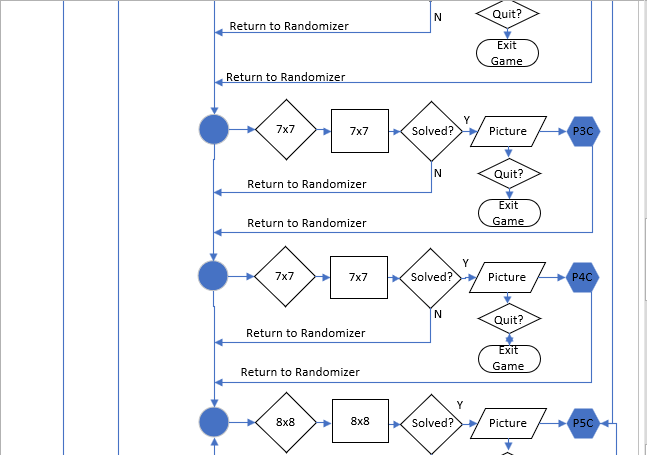 Quit?
N
Return to Randomizer
Exit
Game
Return to Randomizer
7x7
7x7
Solved?
Y
Picture
P3C
N
Quit?
Return to Randomizer
Exit
Game
Return to Randomizer
7x7
7x7
Solved?
Y
Picture
P4C
N
Quit?
Return to Randomizer
Exit
Game
Return to Randomizer
8x8
8x8
Solved?
Y
Picture
P5C